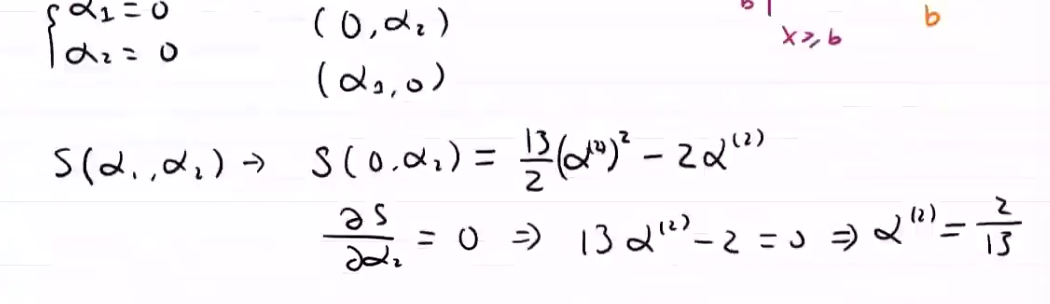 { α₁ = 0
α₂ = 0
(0, α₂)
(α₁, 0)
b
x ⩾ b
b
S(α₁, α₂) → S(0. α₂) = 13/2 (α⁽²⁾)² − 2α⁽²⁾
∂S/∂α₂ = 0 ⇒ 13 α⁽²⁾ − 2 = 0 ⇒ α⁽²⁾ = 2/13